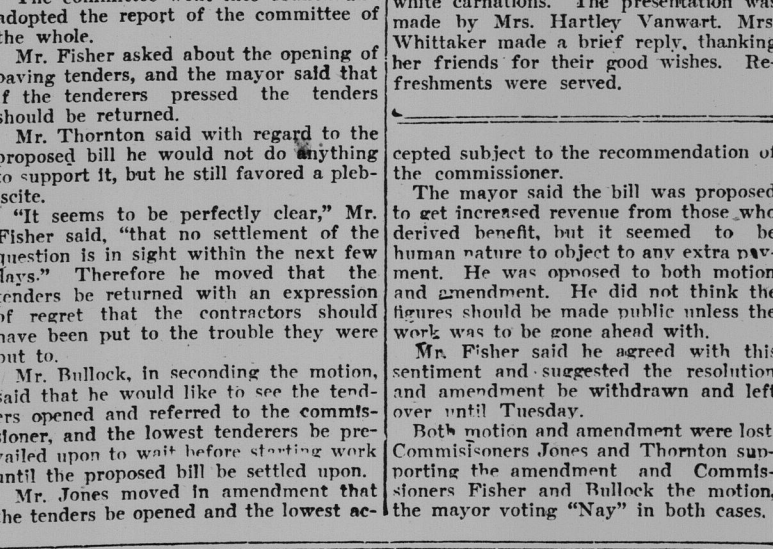 adopted the report of the committee of
the whole.
Mr. Fisher asked about the opening of
paving tenders, and the mayor said that
if the tenderers pressed the tenders
should be returned.
Mr. Thornton said with regard to the
proposed bill he would not do anything
to support it, but he still favored a pleb-
iscite.
"It seems to be perfectly clear," Mr.
Fisher said, "that no settlement of the
question is in sight within the next few
days." Therefore he moved that the
tenders be returned with an expression
of regret that the contractors should
have been put to the trouble they were
put to.
Mr. Bullock, in seconding the motion,
said that he would like to see the tend-
ers opened and referred to the commis-
sioner, and the lowest tenderers be pre-
vailed upon to wait before starting work
until the proposed bill be settled upon.
Mr. Jones moved in amendment that
the tenders be opened and the lowest ac-
white carnations. The presentation was
made by Mrs. Hartley Vanwart. Mrs.
Whittaker made a brief reply, thanking
her friends for their good wishes. Re-
freshments were served.
cepted subject to the recommendation of
the commissioner.
The mayor said the bill was proposed
to get increased revenue from those who
derived benefit, but it seemed to be
human nature to object to any extra pay-
ment. He was opposed to both motion
and amendment. He did not think the
figures should be made public unless the
work was to be gone ahead with.
Mr. Fisher said he agreed with this
sentiment and suggested the resolution
and amendment be withdrawn and left
over until Tuesday.
Both motion and amendment were lost
Commisisoners Jones and Thornton sup-
porting the amendment and Commis-
sioners Fisher and Bullock the motion,
the mayor voting "Nay" in both cases.